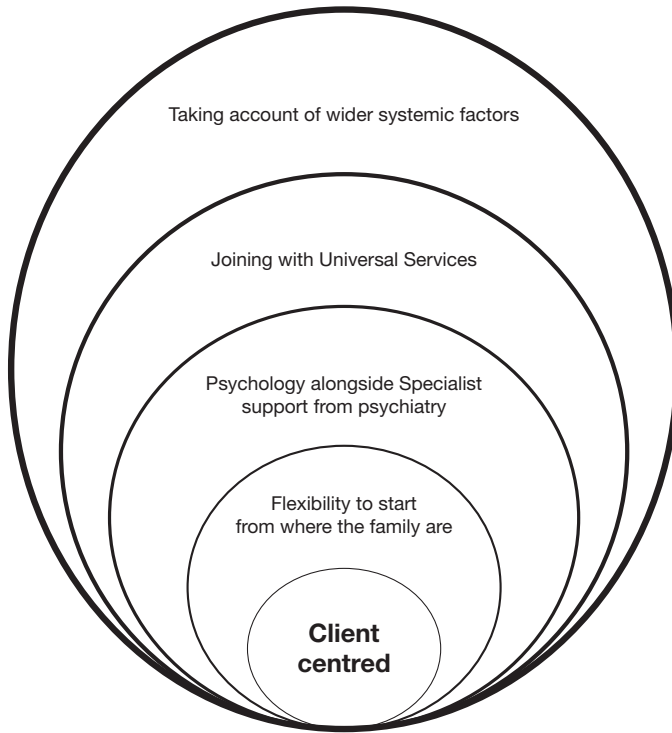 Taking account of wider systemic factors
Joining with Universal Services
Psychology alongside Specialist
support from psychiatry
Flexibility to start
from where the family are
Client
centred